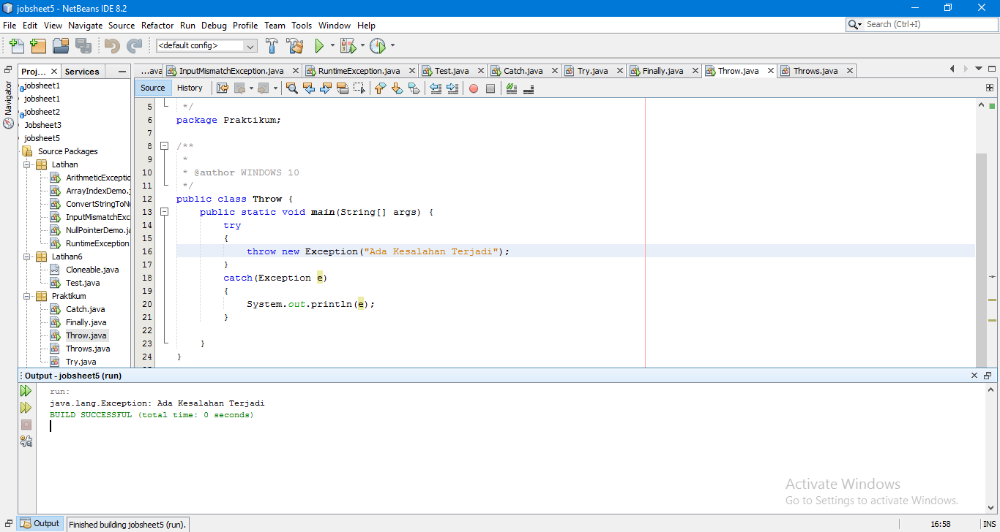 jobsheet5 - NetBeans IDE 8.2
File Edit View Navigate Source Refactor Run Debug Profile Team Tools Window Help
Search (Ctrl+I)
<default config>
Proj... Services
...ava InputMismatchException.java RuntimeException.java Test.java Catch.java Try.java Finally.java Throw.java Throws.java
Navigator
Source History
jobsheet1
jobsheet1
jobsheet2
Jobsheet3
jobsheet5
Source Packages
Latihan
ArithmeticExceptio
ArrayIndexDemo.j
ConvertStringToNu
InputMismatchExc
NullPointerDemo.ja
RuntimeException
Latihan6
Cloneable.java
Test.java
Praktikum
Catch.java
Finally.java
Throw.java
Throws.java
Try.java
5 */
6 package Praktikum;
7
8 /**
9 *
10 * @author WINDOWS 10
11 */
12 public class Throw {
13 public static void main(String[] args) {
14 try
15 {
16 throw new Exception("Ada Kesalahan Terjadi");
17 }
18 catch(Exception e)
19 {
20 System.out.println(e);
21 }
22
23 }
24 }
Output - jobsheet5 (run)
run:
java.lang.Exception: Ada Kesalahan Terjadi
BUILD SUCCESSFUL (total time: 0 seconds)
Activate Windows
Go to Settings to activate Windows.
Output Finished building jobsheet5 (run).
16:58 INS